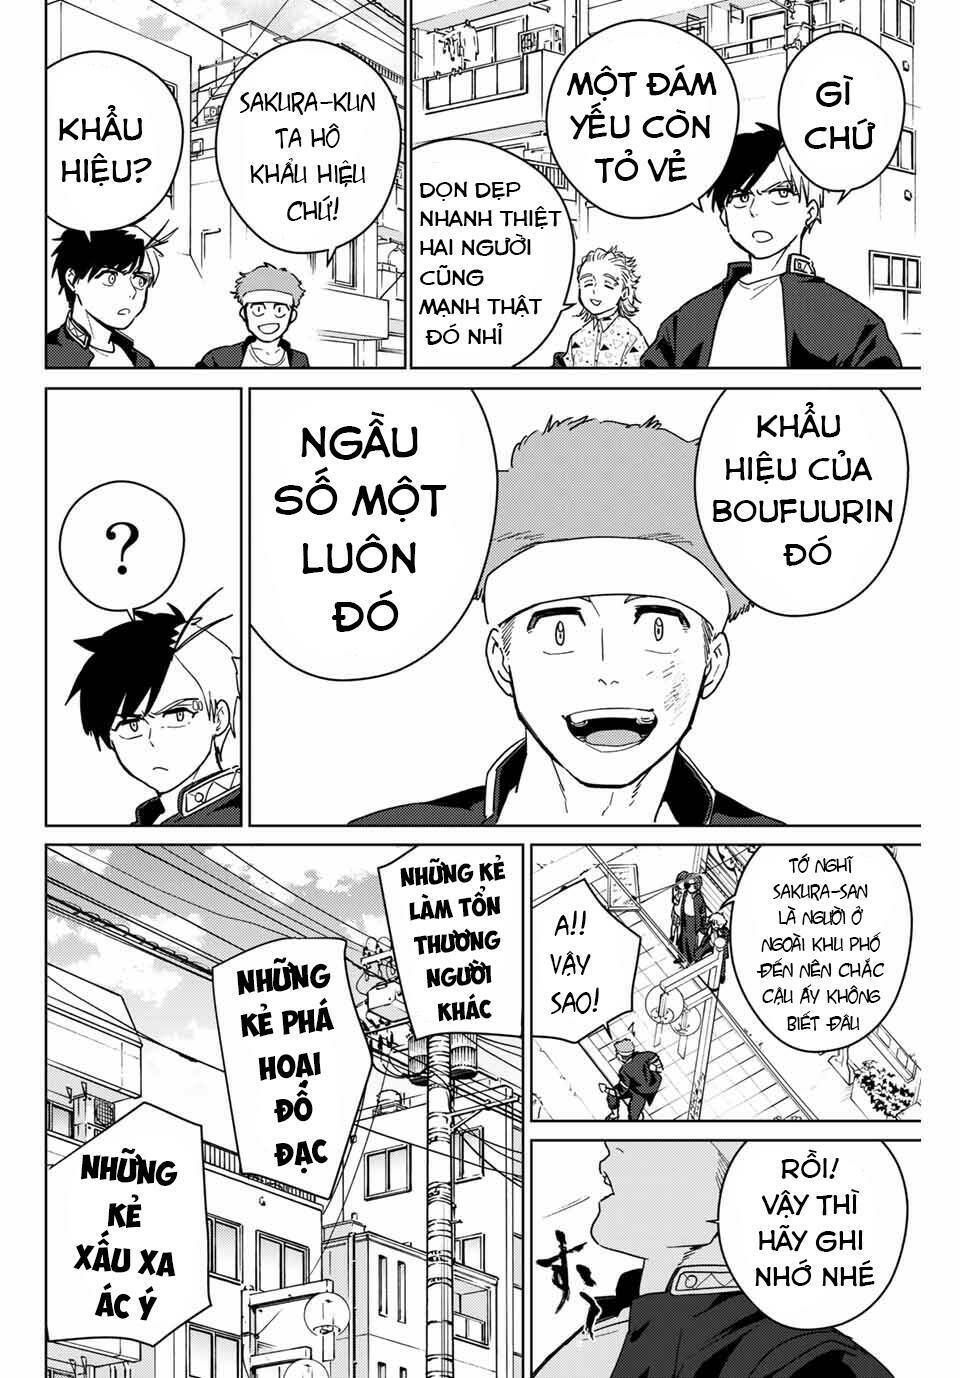 GÌ
CHỨ
MỘT ĐÁM
YẾU CÒN
TỎ VẺ
DỌN DẸP
NHANH THIỆT
HAI NGƯỜI
CŨNG
MẠNH THẬT
ĐÓ NHỈ
SAKURA-KUN
TA HÔ
KHẨU HIỆU
CHỨ!
KHẨU
HIỆU?
KHẨU
HIỆU CỦA
BOUFUURIN
ĐÓ
NGẦU
SỐ MỘT
LUÔN
ĐÓ
?
TỚ NGHĨ
SAKURA-SAN
LÀ NGƯỜI Ở
NGOÀI KHU PHỐ
ĐẾN NÊN CHẮC
CẬU ẤY KHÔNG
BIẾT ĐÂU
A!!
VẬY
SAO!
RỒI!
VẬY THÌ
HÃY GHI
NHỚ NHÉ
NHỮNG KẺ
LÀM TỔN
THƯƠNG
NGƯỜI
KHÁC
NHỮNG
KẺ PHÁ
HOẠI
ĐỒ
ĐẠC
NHỮNG
KẺ
XẤU XA
ÁC Ý